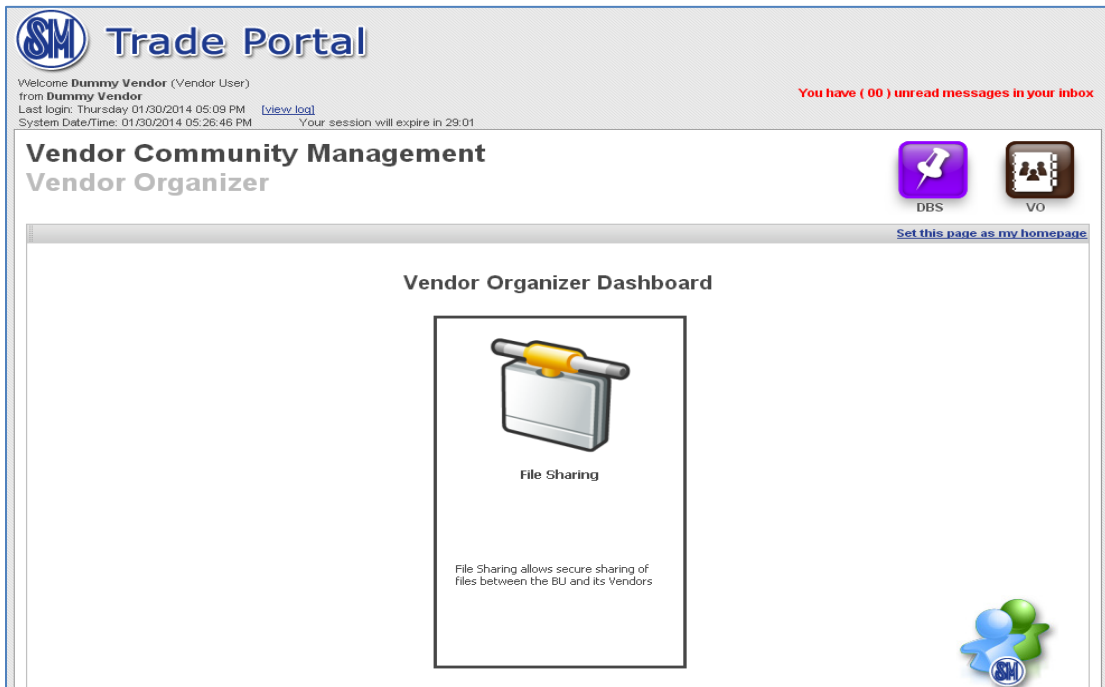 SM Trade Portal
Welcome Dummy Vendor (Vendor User)
from Dummy Vendor
Last login: Thursday 01/30/2014 05:09 PM [view log]
System Date/Time: 01/30/2014 05:26:46 PM Your session will expire in 29:01
You have ( 00 ) unread messages in your inbox
Vendor Community Management
Vendor Organizer
DBS VO
Set this page as my homepage
Vendor Organizer Dashboard
File Sharing
File Sharing allows secure sharing of
files between the BU and its Vendors
SM